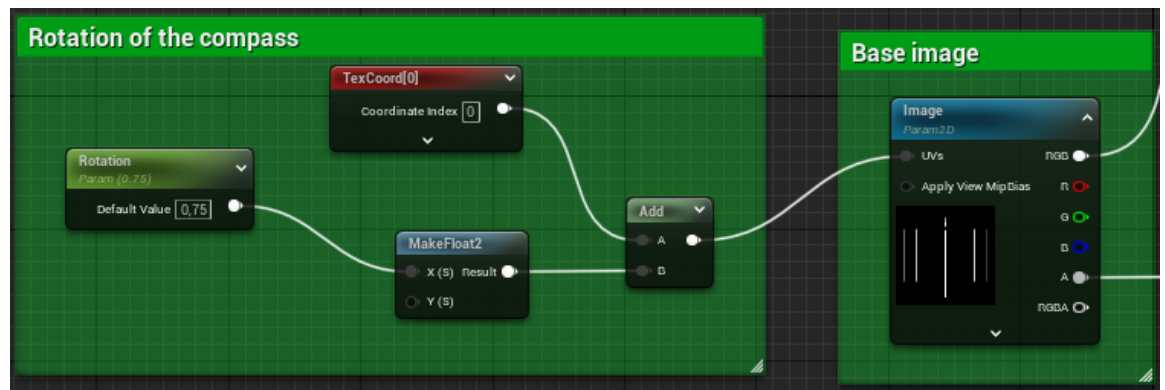 Rotation of the compass
TexCoord[0]
Coordinate Index 0
Rotation
Param (0.75)
Default Value 0,75
MakeFloat2
X (S) Result
Y (S)
Add
A
B
Base image
Image
Param2D
UVs RGB
Apply View MipBias R
G
B
A
RGBA